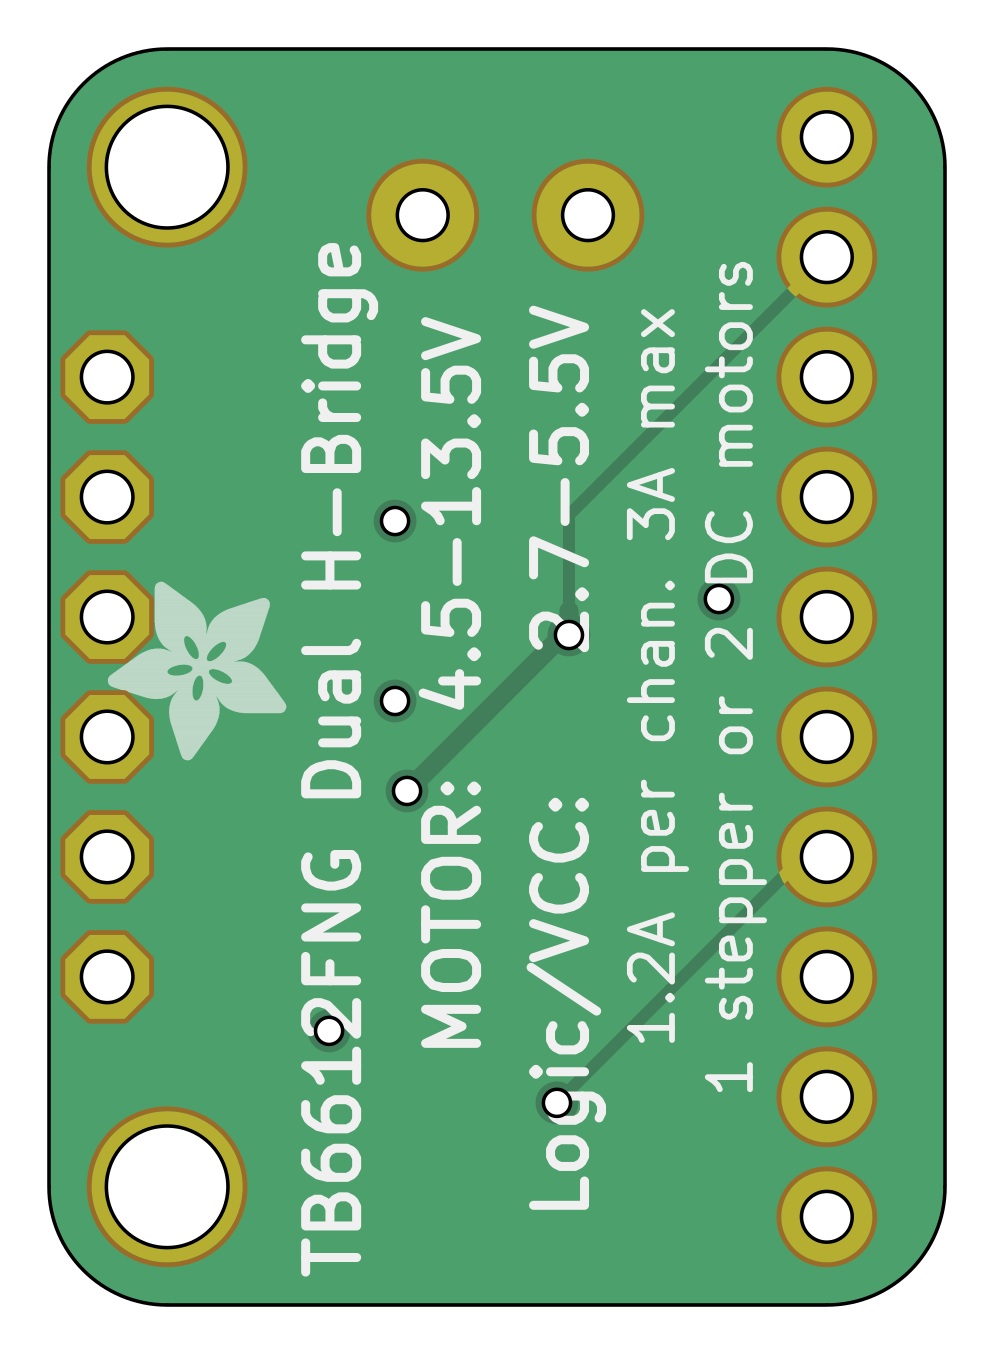 TB6612FNG Dual H-Bridge
MOTOR: 4.5-13.5V
Logic/VCC: 2.7-5.5V
1.2A per chan. 3A max
1 stepper or 2 DC motors